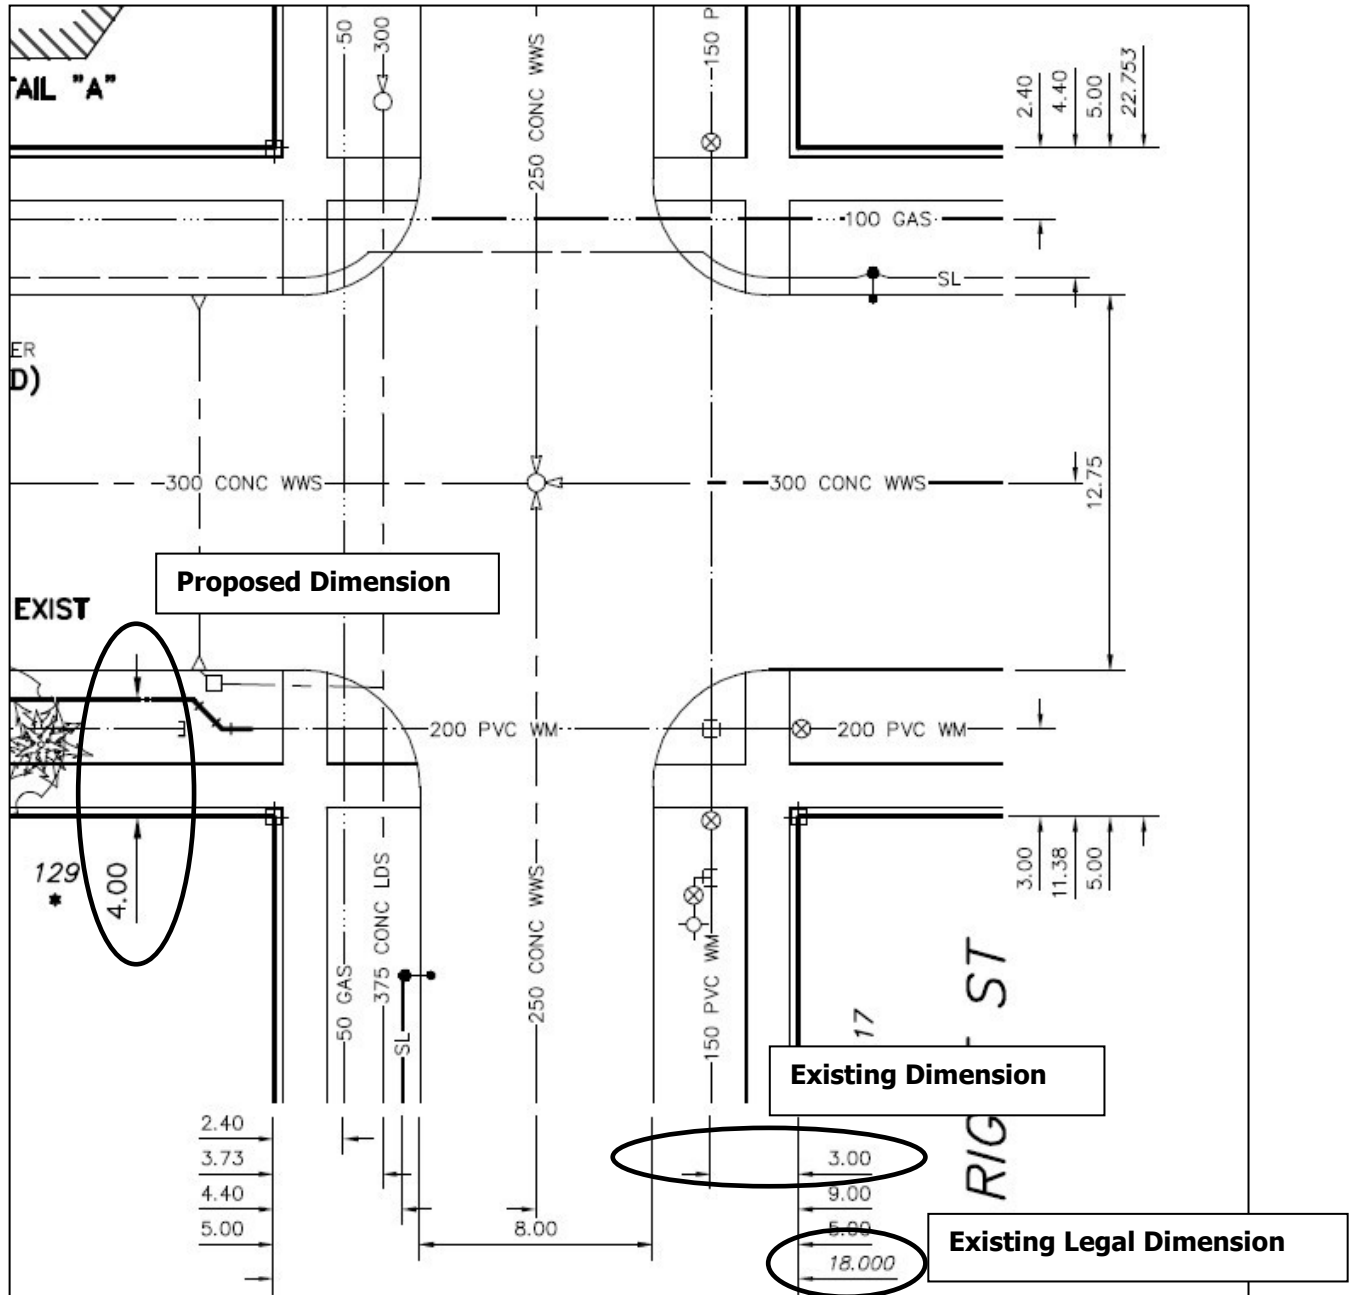 50
300
250 CONC WWS
150 P
2.40
4.40
5.00
22.753
AIL "A"
100 GAS
SL
ER
D)
300 CONC WWS
300 CONC WWS
12.75
Proposed Dimension
EXIST
200 PVC WM
200 PVC WM
129
*
4.00
50 GAS
375 CONC LDS
SL
250 CONC WWS
150 PVC WM
3.00
11.38
5.00
17
ST
Existing Dimension
RIG
2.40
3.73
4.40
5.00
8.00
3.00
9.00
5.00
18.000
Existing Legal Dimension